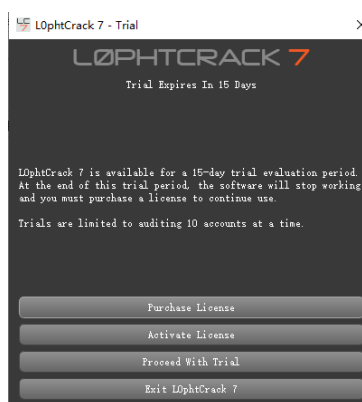 L0phtCrack 7 - Trial
LØPHTCRACK 7
Trial Expires In 15 Days
L0phtCrack 7 is available for a 15-day trial evaluation period.
At the end of this trial period, the software will stop working
and you must purchase a license to continue use.
Trials are limited to auditing 10 accounts at a time.
Purchase License
Activate License
Proceed With Trial
Exit L0phtCrack 7